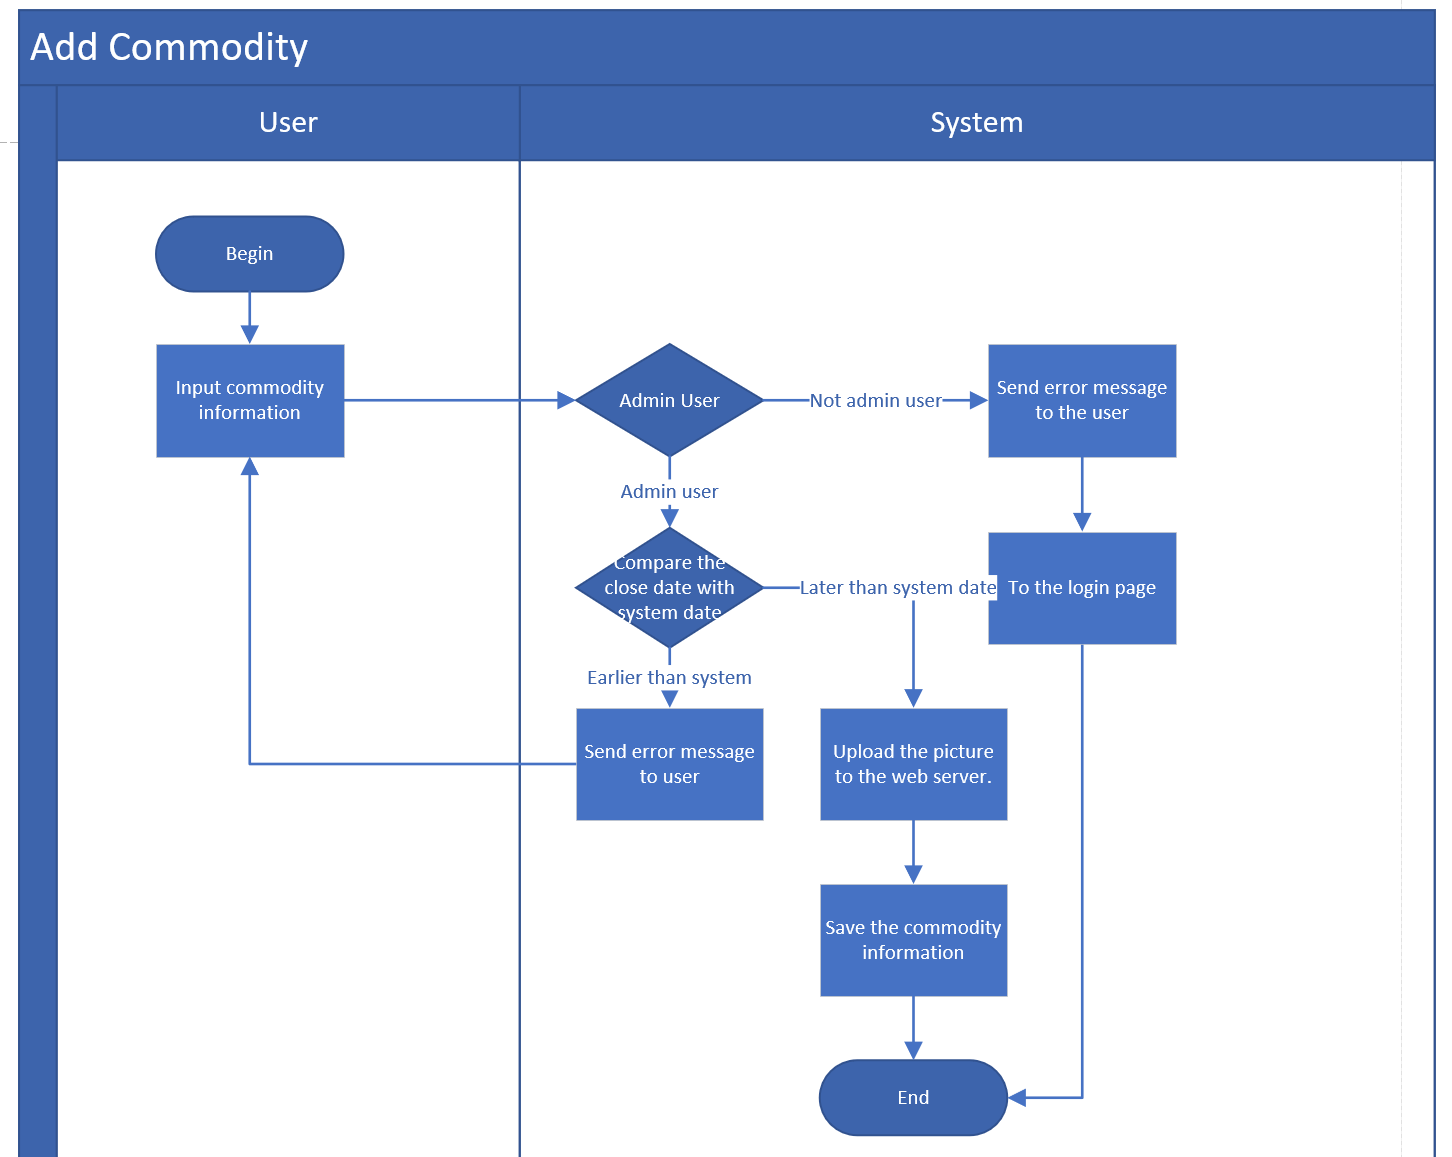 Add Commodity
User
System
Begin
Input commodity
information
Admin User
Not admin user
Send error message
to the user
Admin user
Compare the
close date with
system date
Later than system date
To the login page
Earlier than system
Send error message
to user
Upload the picture
to the web server.
Save the commodity
information
End